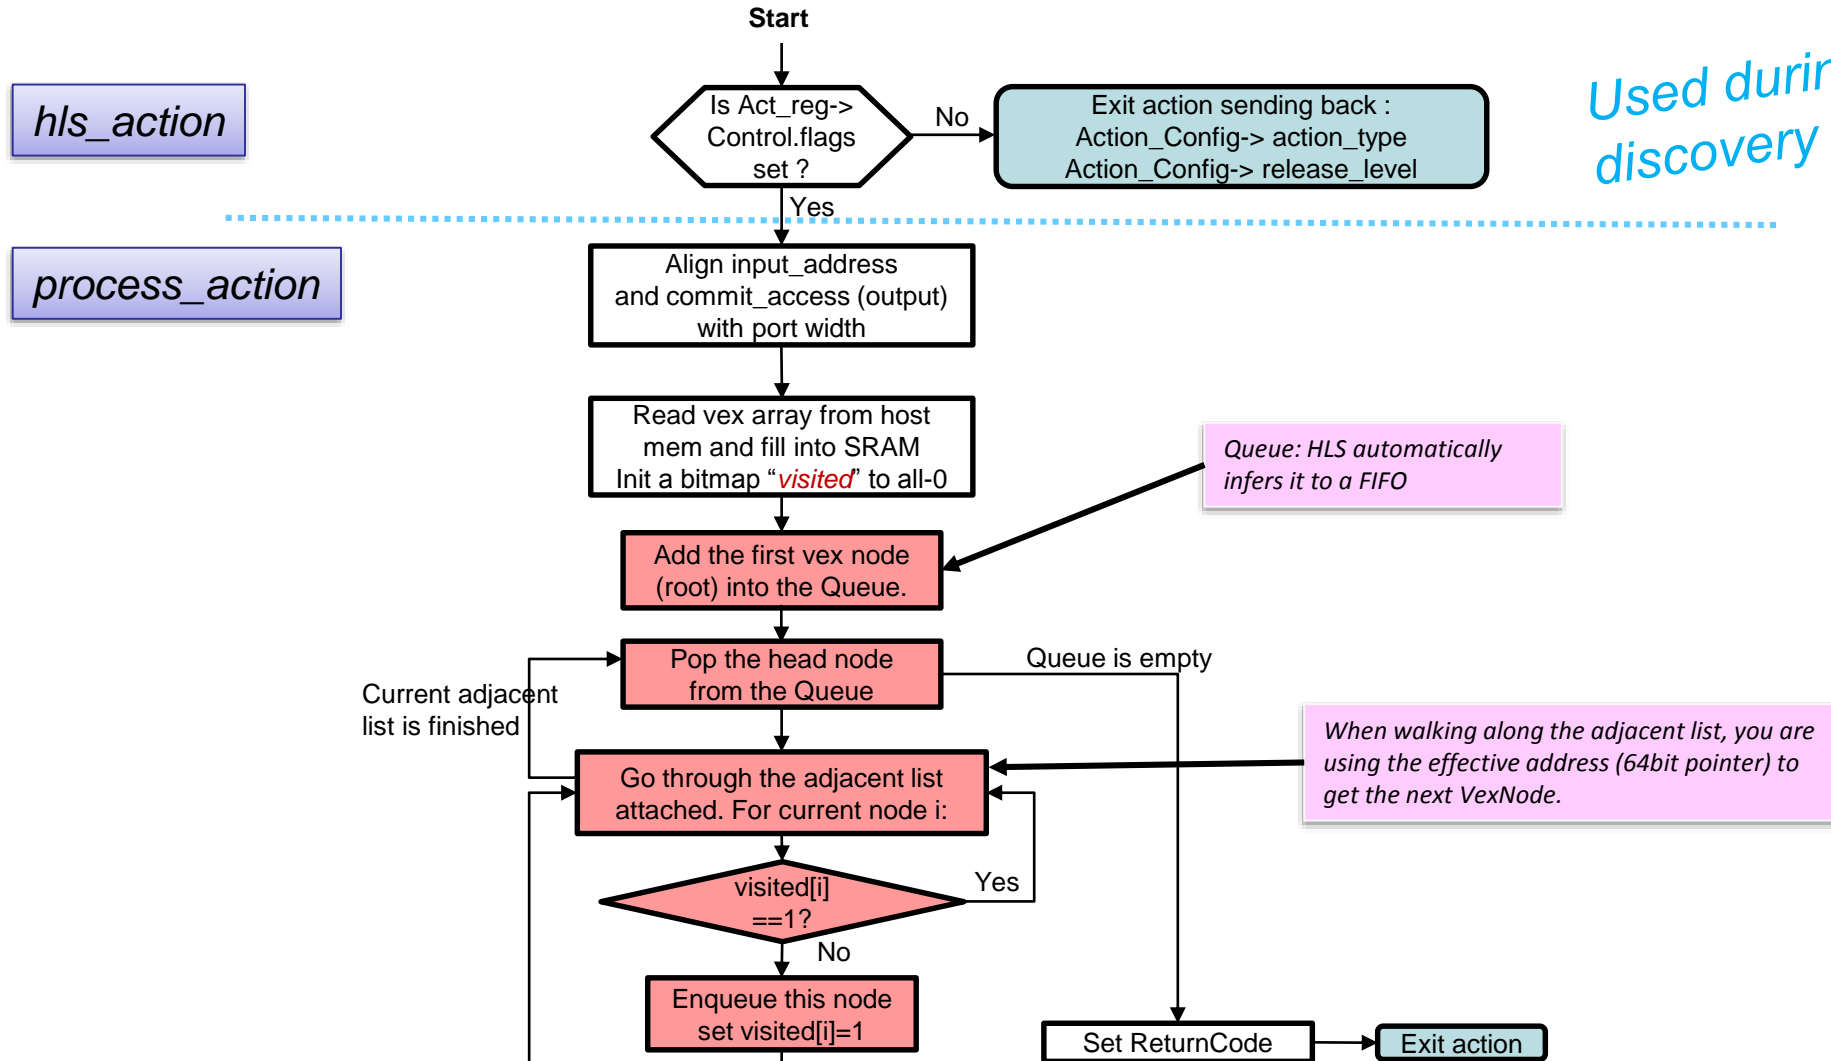 Start
hls_action
Is Act_reg->
Control.flags
set ?
No
Exit action sending back :
Action_Config-> action_type
Action_Config-> release_level
Used
discovery
Yes
process_action
Align input_address
and commit_access (output)
with port width
Read vex array from host
mem and fill into SRAM
Init a bitmap “visited” to all-0
Queue: HLS automatically
infers it to a FIFO
Add the first vex node
(root) into the Queue.
Pop the head node
from the Queue
Queue is empty
Current adjacent
list is finished
Go through the adjacent list
attached. For current node i:
When walking along the adjacent list, you are
using the effective address (64bit pointer) to
get the next VexNode.
visited[i]
==1?
Yes
No
Enqueue this node
set visited[i]=1
Set ReturnCode
Exit action